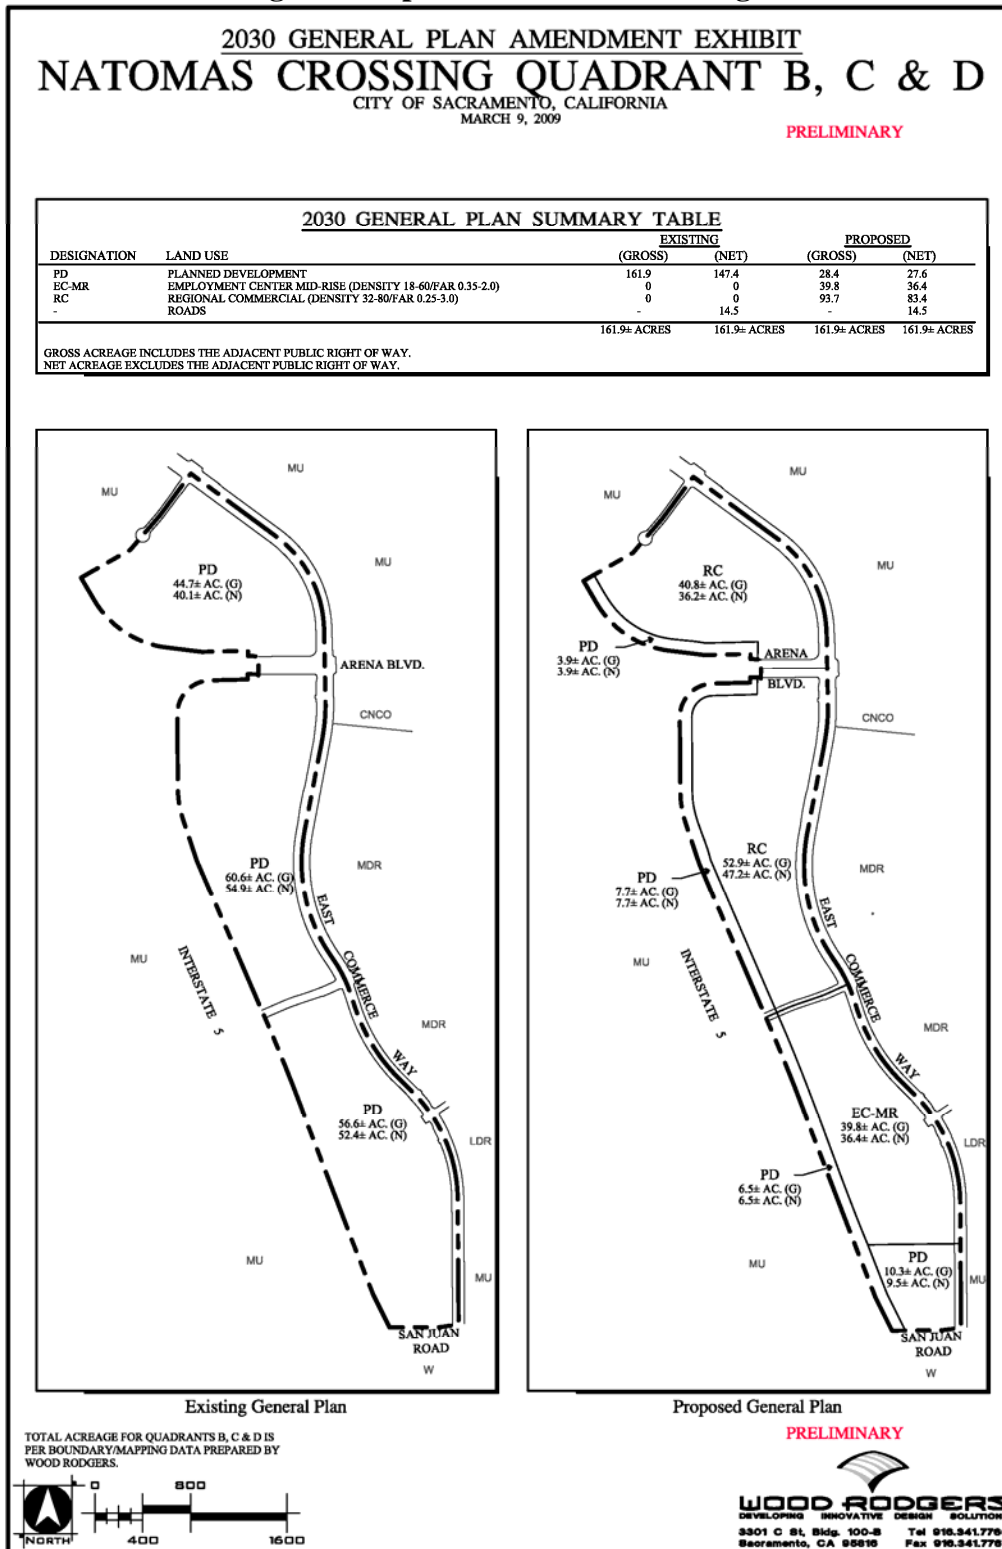 2030 GENERAL PLAN AMENDMENT EXHIBIT
NATOMAS CROSSING QUADRANT B, C & D
CITY OF SACRAMENTO, CALIFORNIA
MARCH 9, 2009
PRELIMINARY
2030 GENERAL PLAN SUMMARY TABLE
EXISTING PROPOSED
DESIGNATION LAND USE (GROSS) (NET) (GROSS) (NET)
PD PLANNED DEVELOPMENT 161.9 147.4 28.4 27.6
EC-MR EMPLOYMENT CENTER MID-RISE (DENSITY 18-60/FAR 0.35-2.0) 0 0 39.8 36.4
RC REGIONAL COMMERCIAL (DENSITY 32-80/FAR 0.25-3.0) 0 0 93.7 83.4
- ROADS - 14.5 - 14.5
161.9± ACRES 161.9± ACRES 161.9± ACRES 161.9± ACRES
GROSS ACREAGE INCLUDES THE ADJACENT PUBLIC RIGHT OF WAY.
NET ACREAGE EXCLUDES THE ADJACENT PUBLIC RIGHT OF WAY.
MU
MU
MU
PD
44.7± AC. (G)
40.1± AC. (N)
ARENA BLVD.
CNCO
PD
60.6± AC. (G)
54.9± AC. (N)
MDR
EAST
COMMERCE
WAY
MU
INTERSTATE 5
MDR
PD
56.6± AC. (G)
52.4± AC. (N)
LDR
MU
MU
SAN JUAN
ROAD
W
Existing General Plan
MU
MU
MU
RC
40.8± AC. (G)
36.2± AC. (N)
PD
3.9± AC. (G)
3.9± AC. (N)
ARENA
BLVD.
CNCO
RC
52.9± AC. (G)
47.2± AC. (N)
MDR
PD
7.7± AC. (G)
7.7± AC. (N)
EAST
COMMERCE
WAY
MU
INTERSTATE 5
MDR
EC-MR
39.8± AC. (G)
36.4± AC. (N)
LDR
PD
6.5± AC. (G)
6.5± AC. (N)
PD
10.3± AC. (G)
9.5± AC. (N)
MU
MU
SAN JUAN
ROAD
W
Proposed General Plan
TOTAL ACREAGE FOR QUADRANTS B, C & D IS
PER BOUNDARY/MAPPING DATA PREPARED BY
WOOD RODGERS.
NORTH
0 800
400 1600
PRELIMINARY
WOOD RODGERS
DEVELOPING INNOVATIVE DESIGN SOLUTION
3301 C St, Bldg. 100-B Tel 916.341.776
Sacramento, CA 95816 Fax 916.341.776